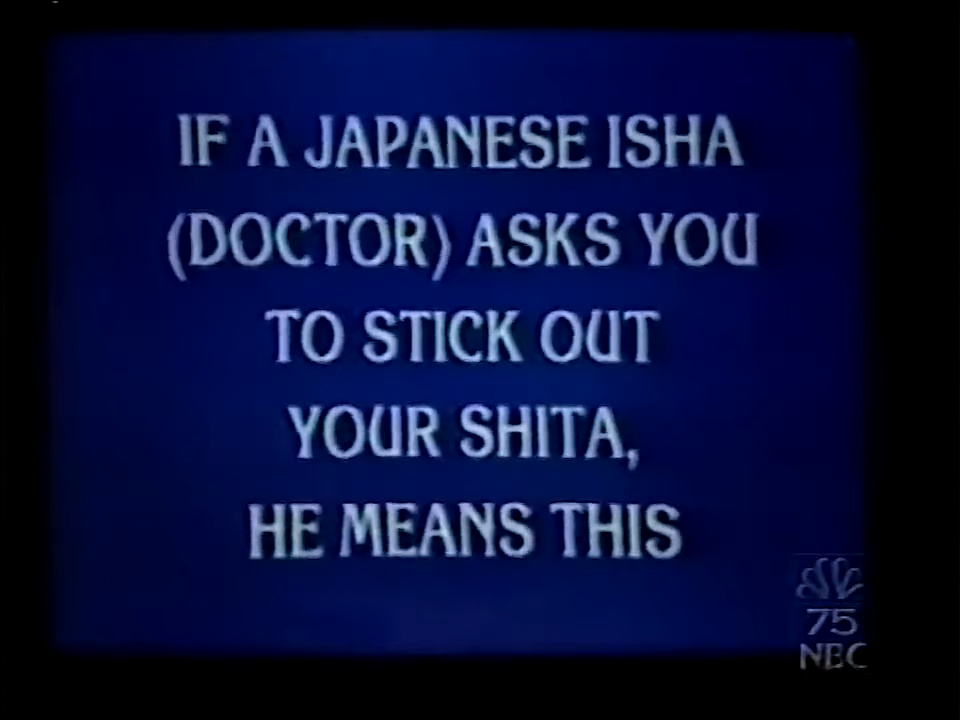 IF A JAPANESE ISHA
(DOCTOR) ASKS YOU
TO STICK OUT
YOUR SHITA,
HE MEANS THIS
75
NBC